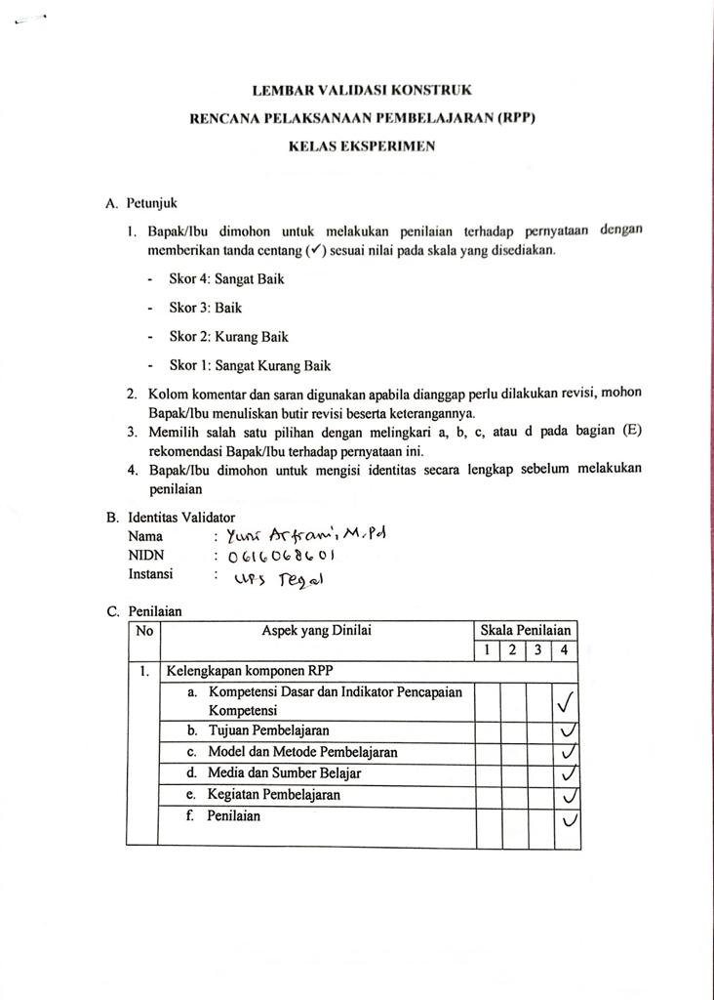 LEMBAR VALIDASI KONSTRUK
RENCANA PELAKSANAAN PEMBELAJARAN (RPP)
KELAS EKSPERIMEN
A. Petunjuk
1. Bapak/Ibu dimohon untuk melakukan penilaian terhadap pernyataan dengan
memberikan tanda centang (✓) sesuai nilai pada skala yang disediakan.
- Skor 4: Sangat Baik
- Skor 3: Baik
- Skor 2: Kurang Baik
- Skor 1: Sangat Kurang Baik
2. Kolom komentar dan saran digunakan apabila dianggap perlu dilakukan revisi, mohon
Bapak/Ibu menuliskan butir revisi beserta keterangannya.
3. Memilih salah satu pilihan dengan melingkari a, b, c, atau d pada bagian (E)
rekomendasi Bapak/Ibu terhadap pernyataan ini.
4. Bapak/Ibu dimohon untuk mengisi identitas secara lengkap sebelum melakukan
penilaian
B. Identitas Validator
Nama : Yuni Arfiani, M.Pd
NIDN : 0616068601
Instansi : UPS Tegal
C. Penilaian
No Aspek yang Dinilai Skala Penilaian
1 2 3 4
1. Kelengkapan komponen RPP
a. Kompetensi Dasar dan Indikator Pencapaian
Kompetensi ✓
b. Tujuan Pembelajaran ✓
c. Model dan Metode Pembelajaran ✓
d. Media dan Sumber Belajar ✓
e. Kegiatan Pembelajaran ✓
f. Penilaian ✓